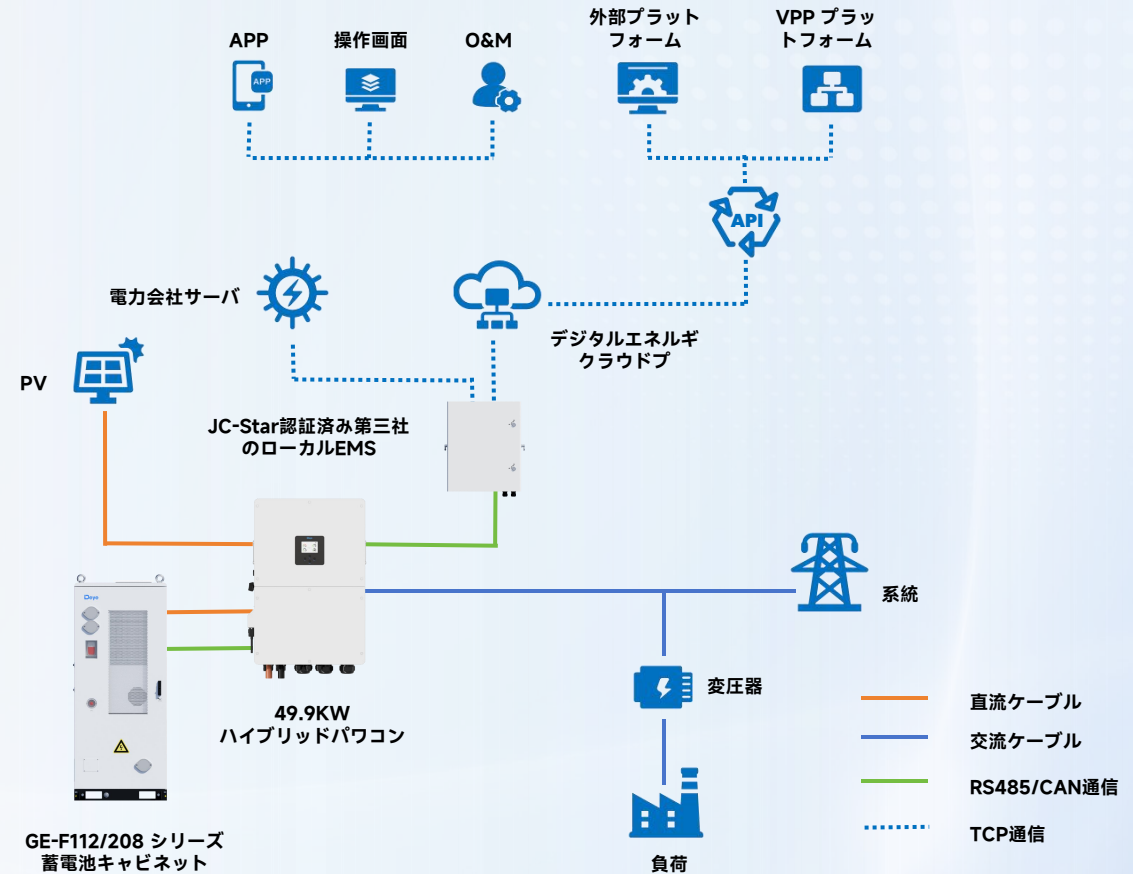 APP
操作画面
O&M
外部プラット
フォーム
VPP プラッ
トフォーム
APP
API
電力会社サーバ
デジタルエネルギ
クラウドプ
PV
JC-Star認証済み第三社
のローカルEMS
Deye
系統
変圧器
49.9KW
ハイブリッドパワコン
直流ケーブル
交流ケーブル
RS485/CAN通信
TCP通信
GE-F112/208 シリーズ
蓄電池キャビネット
負荷